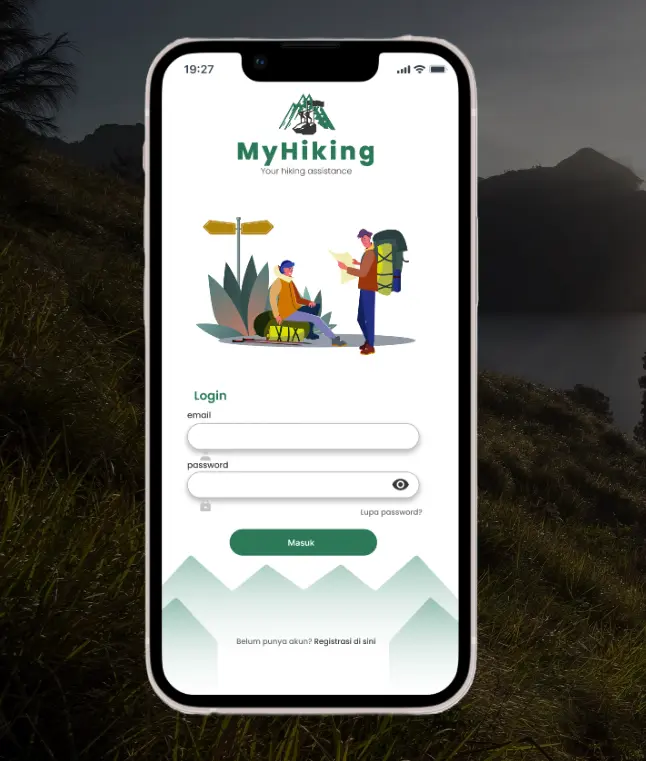 19:27
MyHiking
Your hiking assistance
Login
email
password
Lupa password?
Masuk
Belum punya akun? Registrasi di sini